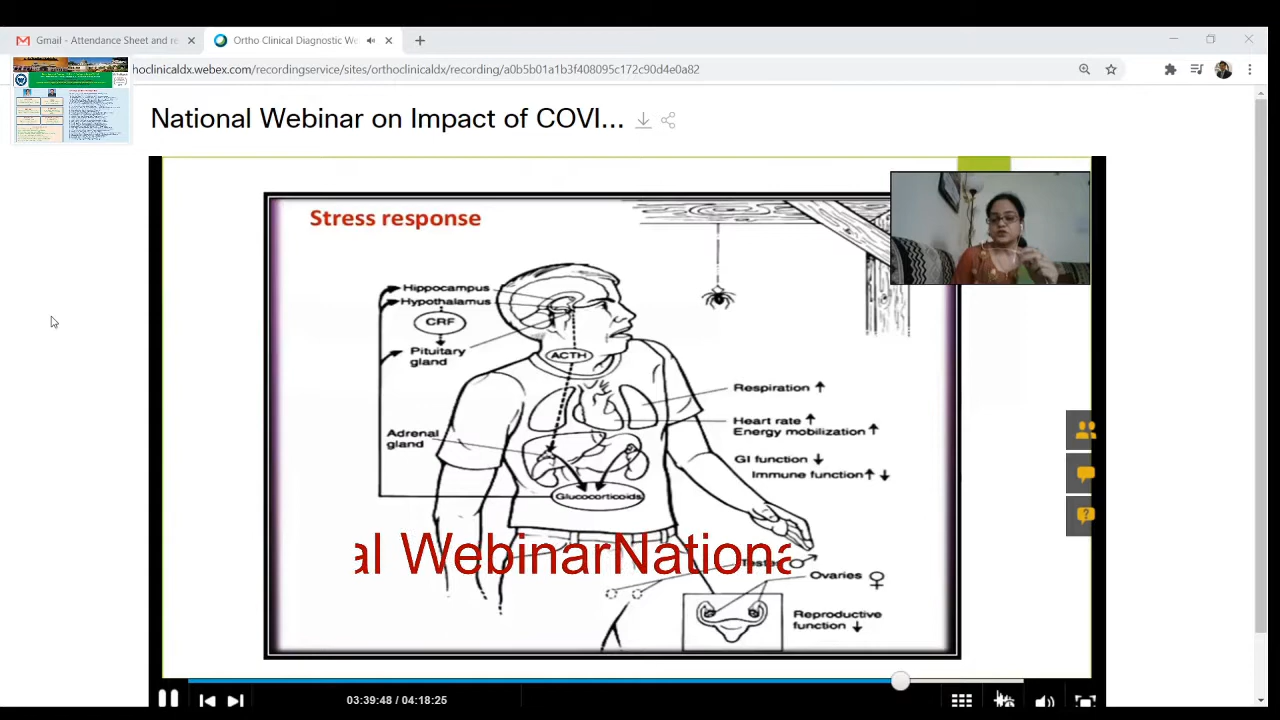 Gmail - Attendance Sheet and re
Ortho Clinical Diagnostic We
hoclinicaldx.webex.com/recordingservice/sites/orthoclinicaldx/recor
National Webinar on Impact of COVI...
Stress response
Hippocampus
Hypothalamus
CRF
Pituitary
gland
ACTH
Respiration ↑
Heart rate ↑
Energy mobilization ↑
Adrenal
gland
GI function ↓
Immune function ↑ ↓
Glucocorticoids
al WebinarNationa
Testes ♂
Ovaries ♀
Reproductive
function ↓
03:39:48 / 04:18:25